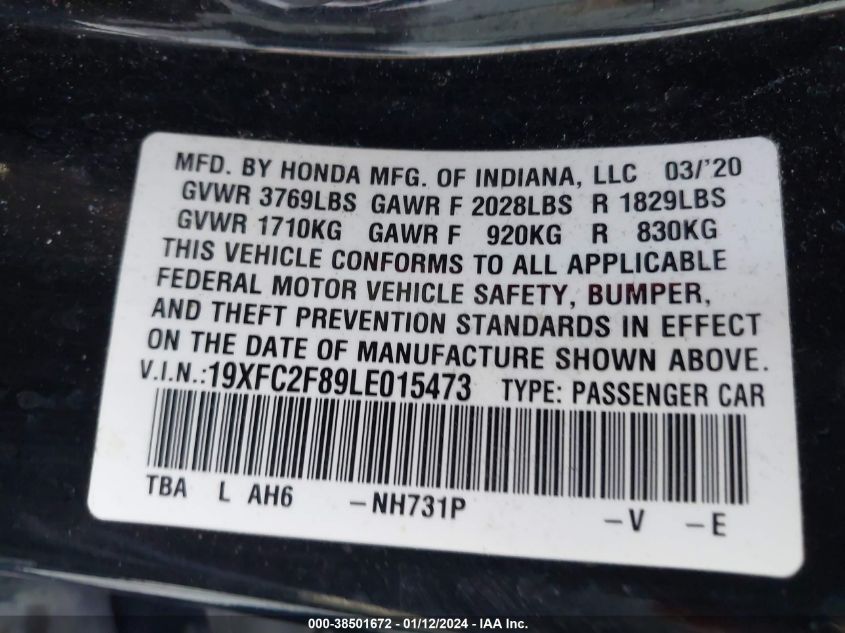 MFD. BY HONDA MFG. OF INDIANA, LLC 03/'20
GVWR 3769LBS GAWR F 2028LBS R 1829LBS
GVWR 1710KG GAWR F 920KG R 830KG
THIS VEHICLE CONFORMS TO ALL APPLICABLE
FEDERAL MOTOR VEHICLE SAFETY, BUMPER,
AND THEFT PREVENTION STANDARDS IN EFFECT
ON THE DATE OF MANUFACTURE SHOWN ABOVE.
V.I.N.:19XFC2F89LE015473 TYPE: PASSENGER CAR
TBA L AH6 -NH731P -V -E
000-38501672 - 01/12/2024 - IAA Inc.